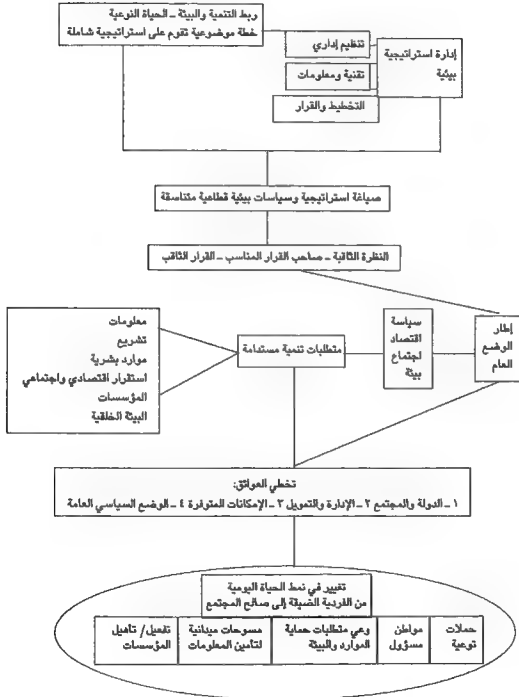 ربط التنمية والبيئة – الحياة النوعية
خطة موضوعية تقوم على استراتيجية شاملة
إدارة استراتيجية
بيئية
تنظيم إداري
تقنية ومعلومات
التخطيط والقرار
صياغة استراتيجية وسياسات بيئية قطاعية متناسقة
النظرة الثاقبة – صاحب القرار المناسب – القرار الثاقب
إطار
الوضع
العام
سياسة
اقتصاد
اجتماع
بيئة
متطلبات تنمية مستدامة
معلومات
تشريع
موارد بشرية
استقرار اقتصادي واجتماعي
المؤسسات
البيئة الخلقية
تخطي العوائق:
١ – الدولة والمجتمع ٢ – الإدارة والتمويل ٣ – الإمكانات المتوفرة ٤ – الوضع السياسي العامة
تغيير في نمط الحياة اليومية
من الفردية الضيقة إلى صالح المجتمع
حملات
توعية
مواطن
مسؤول
وعي متطلبات حماية
الموارد والبيئة
مسوحات ميدانية
لتأمين المعلومات
تفعيل/ تأهيل
المؤسسات